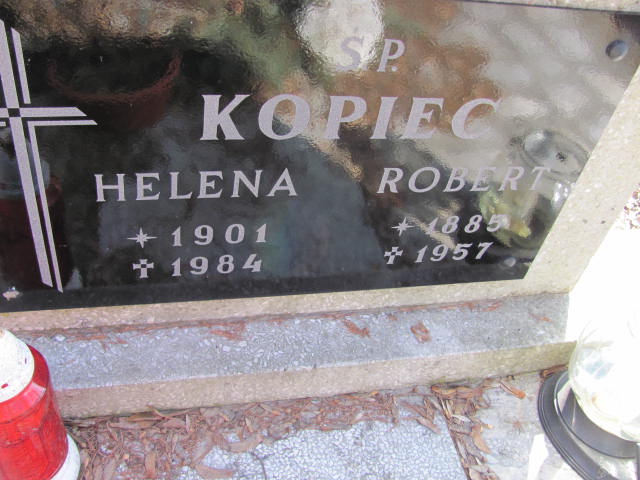 Ś.P.
KOPIEC
HELENA ROBERT
1901 1885
1984 1957